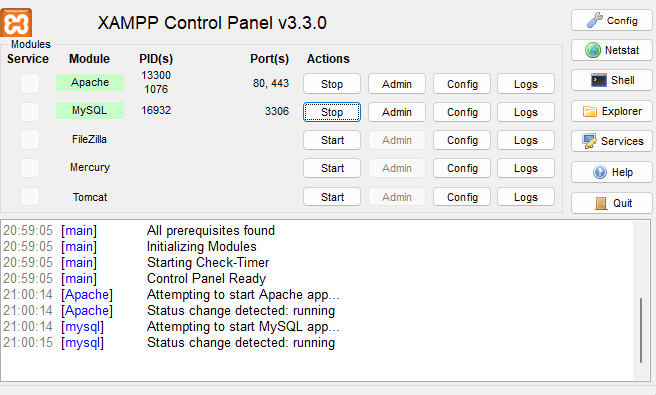 XAMPP Control Panel v3.3.0
Config
Modules
Service Module PID(s) Port(s) Actions
Netstat
Apache 13300 1076 80, 443 Stop Admin Config Logs
Shell
MySQL 16932 3306 Stop Admin Config Logs
Explorer
FileZilla Start Admin Config Logs
Services
Mercury Start Admin Config Logs
Help
Tomcat Start Admin Config Logs
Quit
20:59:05 [main] All prerequisites found
20:59:05 [main] Initializing Modules
20:59:05 [main] Starting Check-Timer
20:59:05 [main] Control Panel Ready
21:00:14 [Apache] Attempting to start Apache app...
21:00:14 [Apache] Status change detected: running
21:00:14 [mysql] Attempting to start MySQL app...
21:00:15 [mysql] Status change detected: running